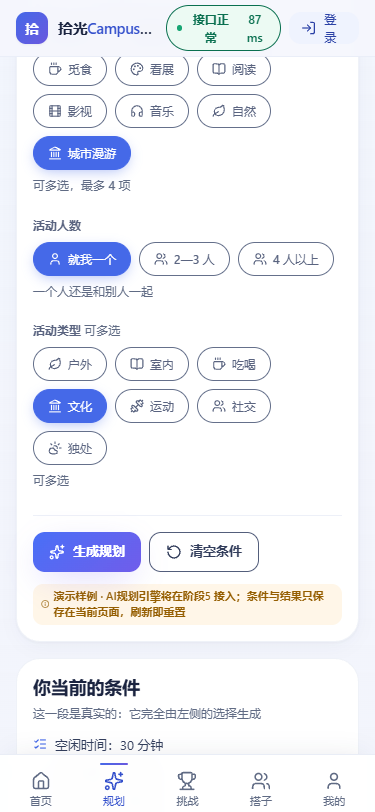 拾 拾光Campus... 接口正常 87 ms 登录
觅食 看展 阅读
影视 音乐 自然
城市漫游
可多选，最多 4 项
活动人数
就我一个 2—3 人 4 人以上
一个人还是和别人一起
活动类型 可多选
户外 室内 吃喝
文化 运动 社交
独处
可多选
生成规划 清空条件
演示样例 · AI规划引擎将在阶段5 接入；条件与结果只保
存在当前页面，刷新即重置
你当前的条件
这一段是真实的：它完全由左侧的选择生成
空闲时间：30 分钟
首页 规划 挑战 搭子 我的